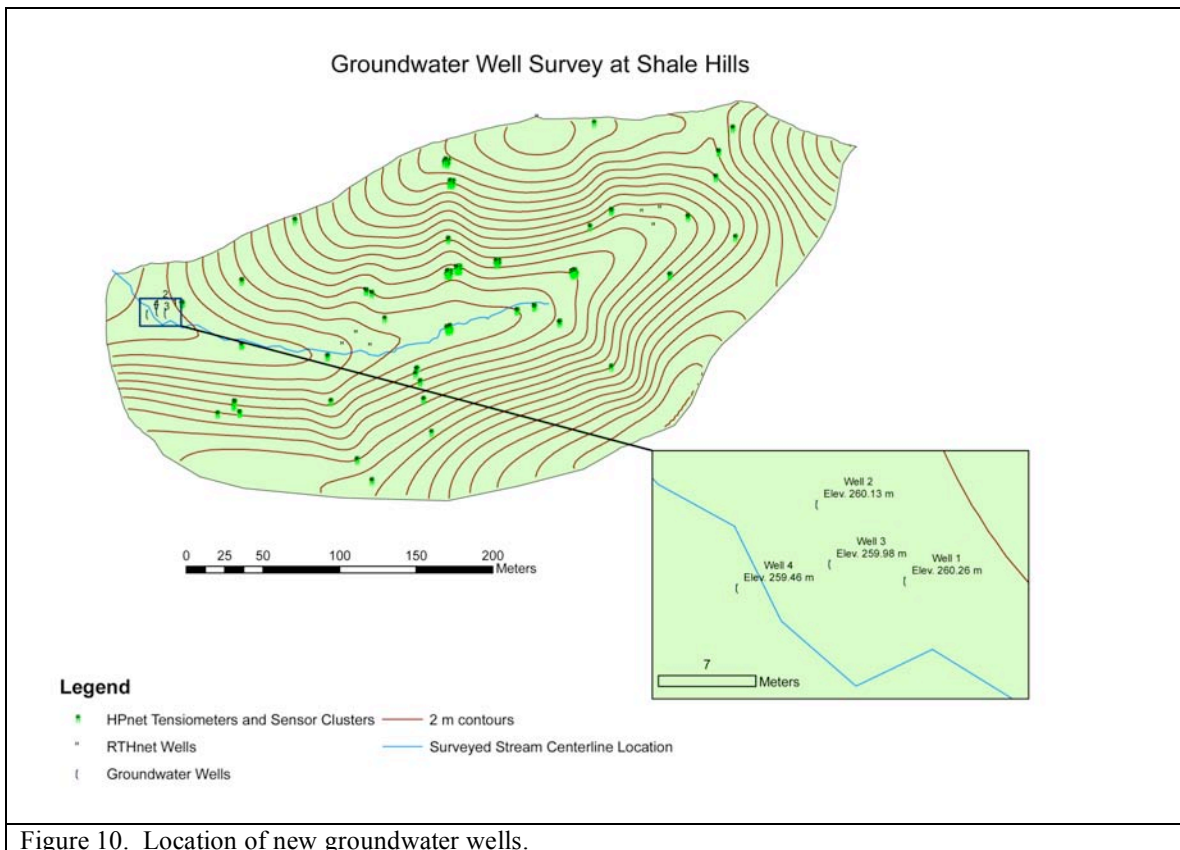 Groundwater Well Survey at Shale Hills
2
4 3 1
Well 2
Elev. 260.13 m
Well 3
Elev. 259.98 m
Well 1
Elev. 260.26 m
Well 4
Elev. 259.46 m
7
Meters
0 25 50 100 150 200
Meters
Legend
HPnet Tensiometers and Sensor Clusters
2 m contours
RTHnet Wells
Surveyed Stream Centerline Location
Groundwater Wells
Figure 10. Location of new groundwater wells.